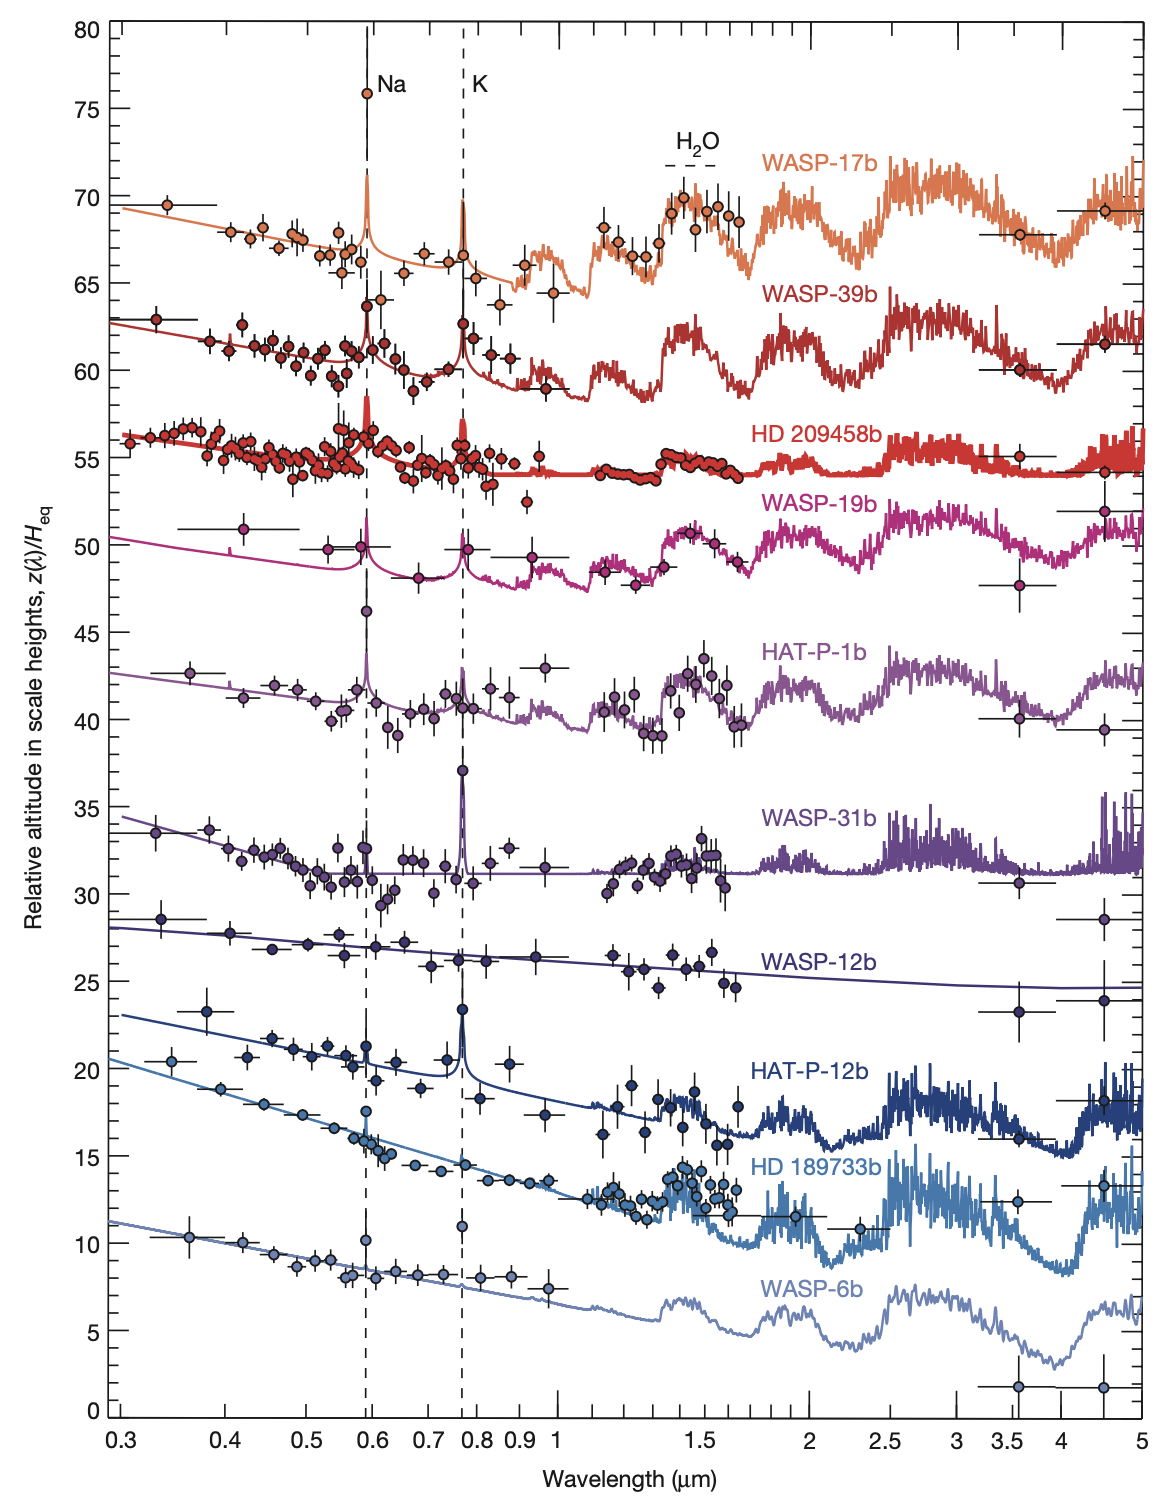 80
75
70
65
60
55
50
45
40
35
30
25
20
15
10
5
0
Relative altitude in scale heights, z(λ)/Heq
Na
K
H2O
WASP-17b
WASP-39b
HD 209458b
WASP-19b
HAT-P-1b
WASP-31b
WASP-12b
HAT-P-12b
HD 189733b
WASP-6b
0.3 0.4 0.5 0.6 0.7 0.8 0.9 1 1.5 2 2.5 3 3.5 4 5
Wavelength (μm)